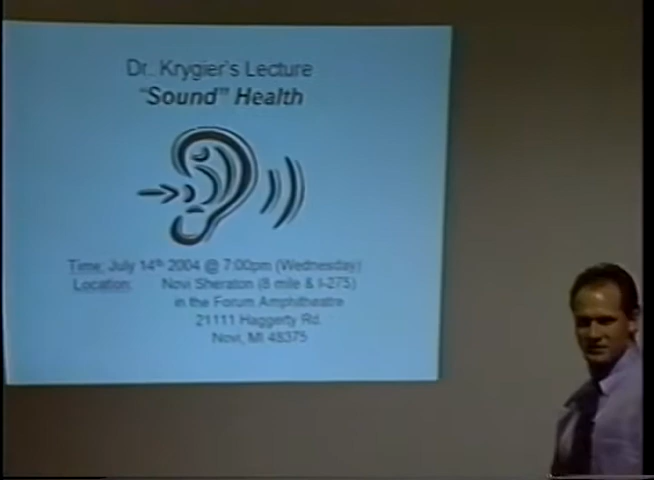 Dr. Krygier's Lecture
"Sound" Health
Time: July 14th 2004 @ 7:00pm (Wednesday)
Location: Novi Sheraton (8 mile & I-275)
in the Forum Amphitheatre
21111 Haggerty Rd.
Novi, MI 48375